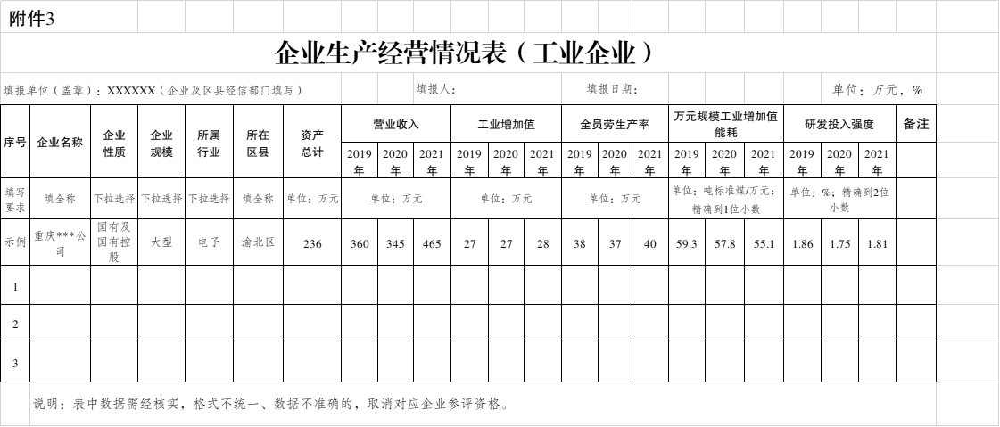 附件3
企业生产经营情况表（工业企业）
填报单位（盖章）：XXXXXX（企业及区县经信部门填写） 填报人： 填报日期： 单位：万元，%
序号 企业名称 企业性质 企业规模 所属行业 所在区县 资产总计 营业收入 工业增加值 全员劳生产率 万元规模工业增加值能耗 研发投入强度 备注
2019年 2020年 2021年 2019年 2020年 2021年 2019年 2020年 2021年 2019年 2020年 2021年 2019年 2020年 2021年
填写要求 填全称 下拉选择 下拉选择 下拉选择 填全称 单位：万元 单位：万元 单位：万元 单位：万元 单位：吨标准煤/万元；精确到1位小数 单位：%；精确到2位小数
示例 重庆***公司 国有及国有控股 大型 电子 渝北区 236 360 345 465 27 27 28 38 37 40 59.3 57.8 55.1 1.86 1.75 1.81
1
2
3
说明：表中数据需经核实，格式不统一、数据不准确的，取消对应企业参评资格。